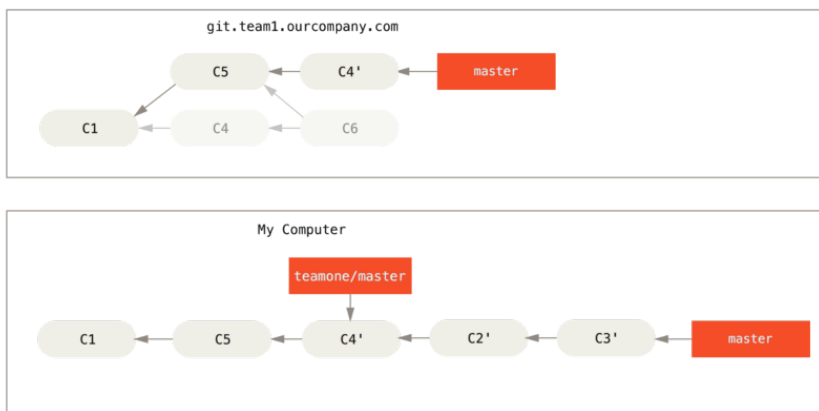 git.team1.ourcompany.com
C5 C4' master
C1 C4 C6
My Computer
teamone/master
C1 C5 C4' C2' C3' master